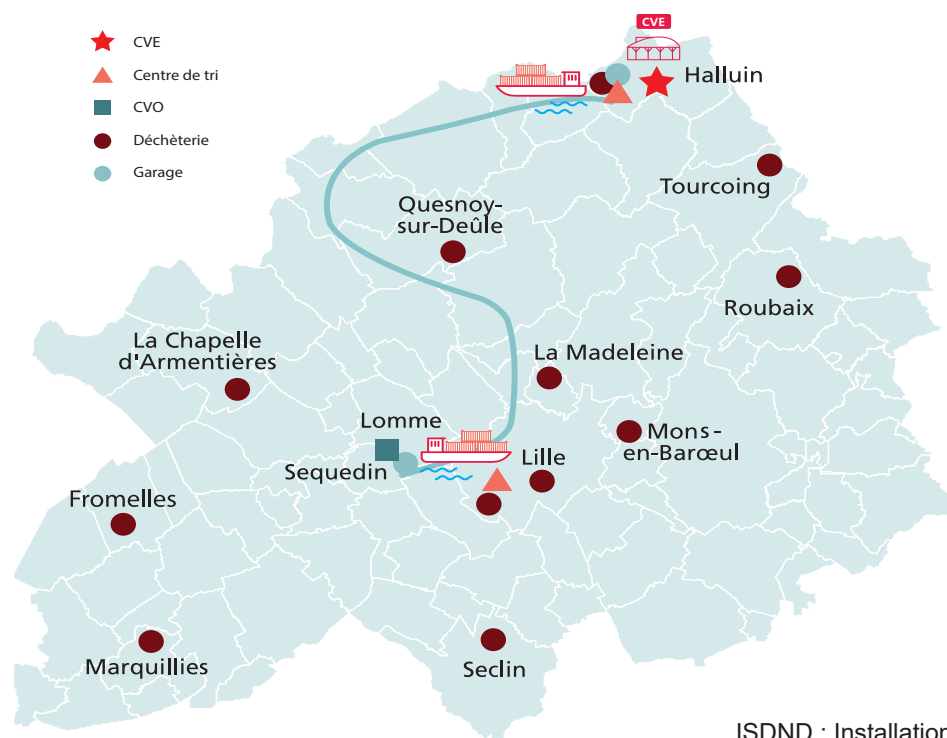 CVE
Centre de tri
CVO
Déchèterie
Garage
CVE
Halluin
Tourcoing
Quesnoy-
sur-Deûle
Roubaix
La Chapelle
d'Armentières
La Madeleine
Lomme
Mons-
en-Barœul
Sequedin
Lille
Fromelles
Marquillies
Seclin
ISDND : Installation